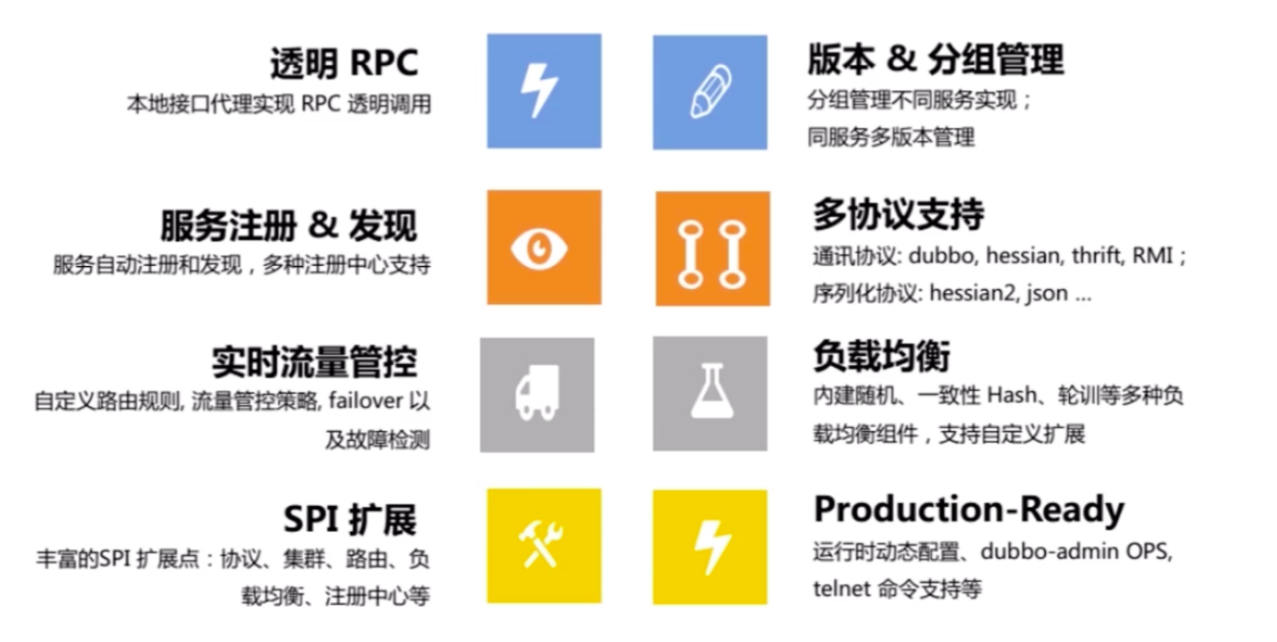 透明 RPC
本地接口代理实现 RPC 透明调用
版本 & 分组管理
分组管理不同服务实现；
同服务多版本管理
服务注册 & 发现
服务自动注册和发现，多种注册中心支持
多协议支持
通讯协议: dubbo, hessian, thrift, RMI；
序列化协议: hessian2, json ...
实时流量管控
自定义路由规则, 流量管控策略, failover 以
及故障检测
负载均衡
内建随机、一致性 Hash、轮训等多种负
载均衡组件，支持自定义扩展
SPI 扩展
丰富的SPI 扩展点：协议、集群、路由、负
载均衡、注册中心等
Production-Ready
运行时动态配置、dubbo-admin OPS,
telnet 命令支持等